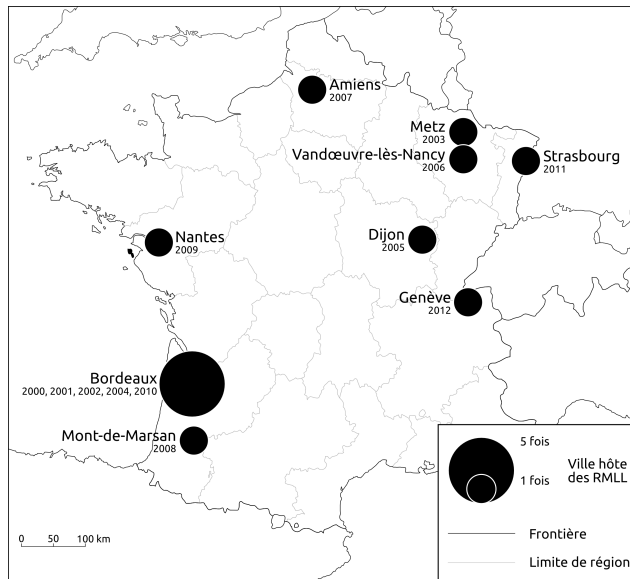 Amiens
2007
Metz
2003
Vandœuvre-lès-Nancy
2006
Strasbourg
2011
Nantes
2009
Dijon
2005
Genève
2012
Bordeaux
2000, 2001, 2002, 2004, 2010
Mont-de-Marsan
2008
5 fois
1 fois
Ville hôte
des RMLL
Frontière
Limite de région
0 50 100 km